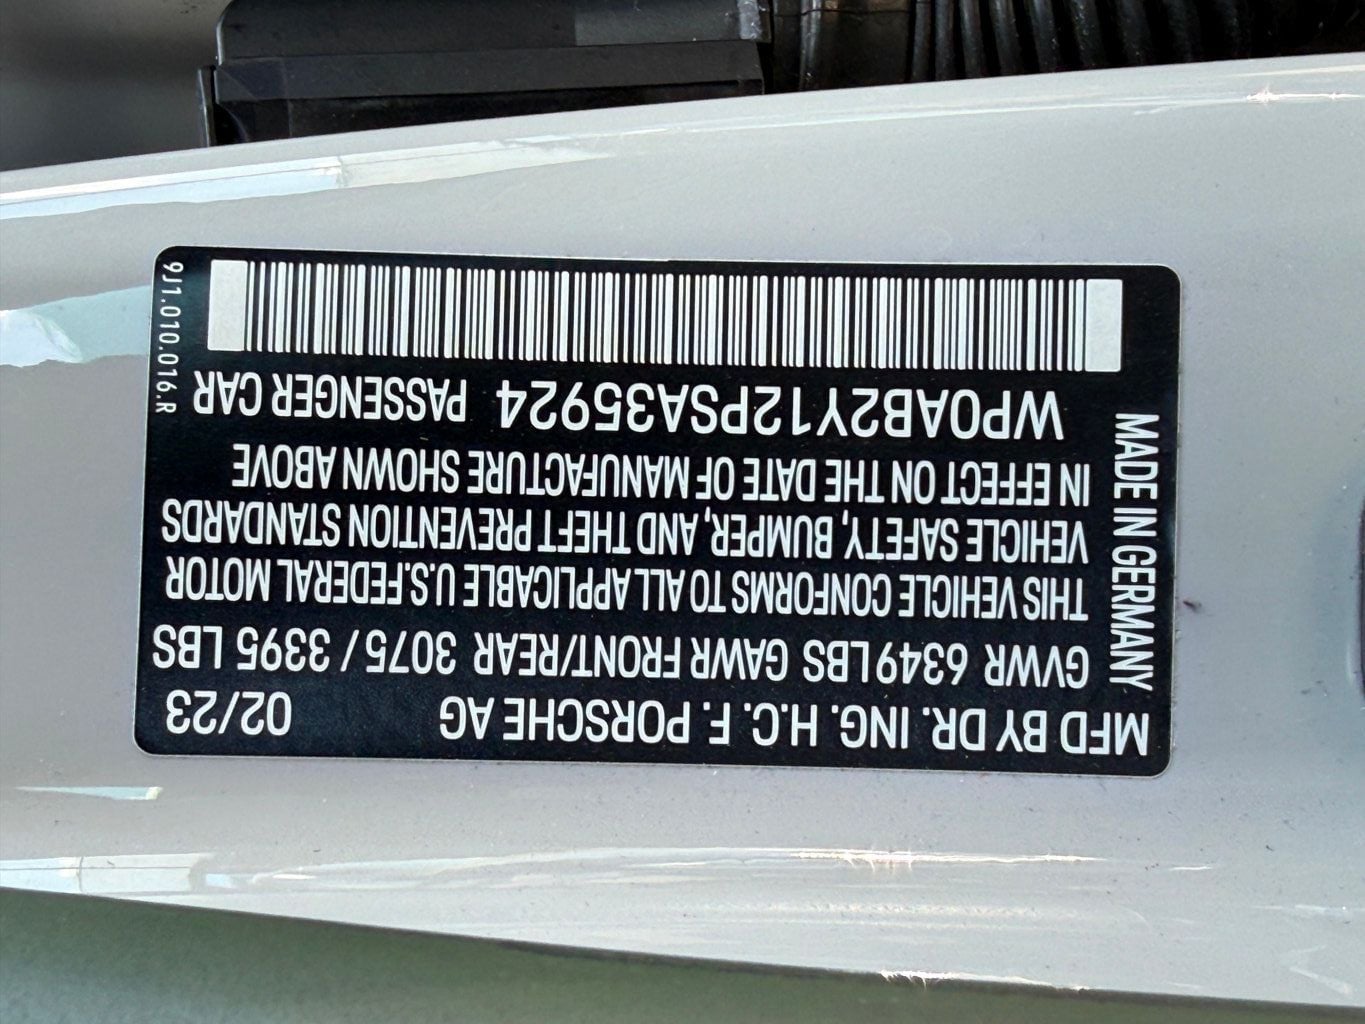 MFD BY DR. ING. H.C. F. PORSCHE AG 02/23
GVWR 6349LBS GAWR FRONT/REAR 3075 / 3395 LBS
THIS VEHICLE CONFORMS TO ALL APPLICABLE U.S.FEDERAL MOTOR
VEHICLE SAFETY, BUMPER, AND THEFT PREVENTION STANDARDS
IN EFFECT ON THE DATE OF MANUFACTURE SHOWN ABOVE
WP0AB2Y12PSA35924 PASSENGER CAR
MADE IN GERMANY
9J1.010.016.R